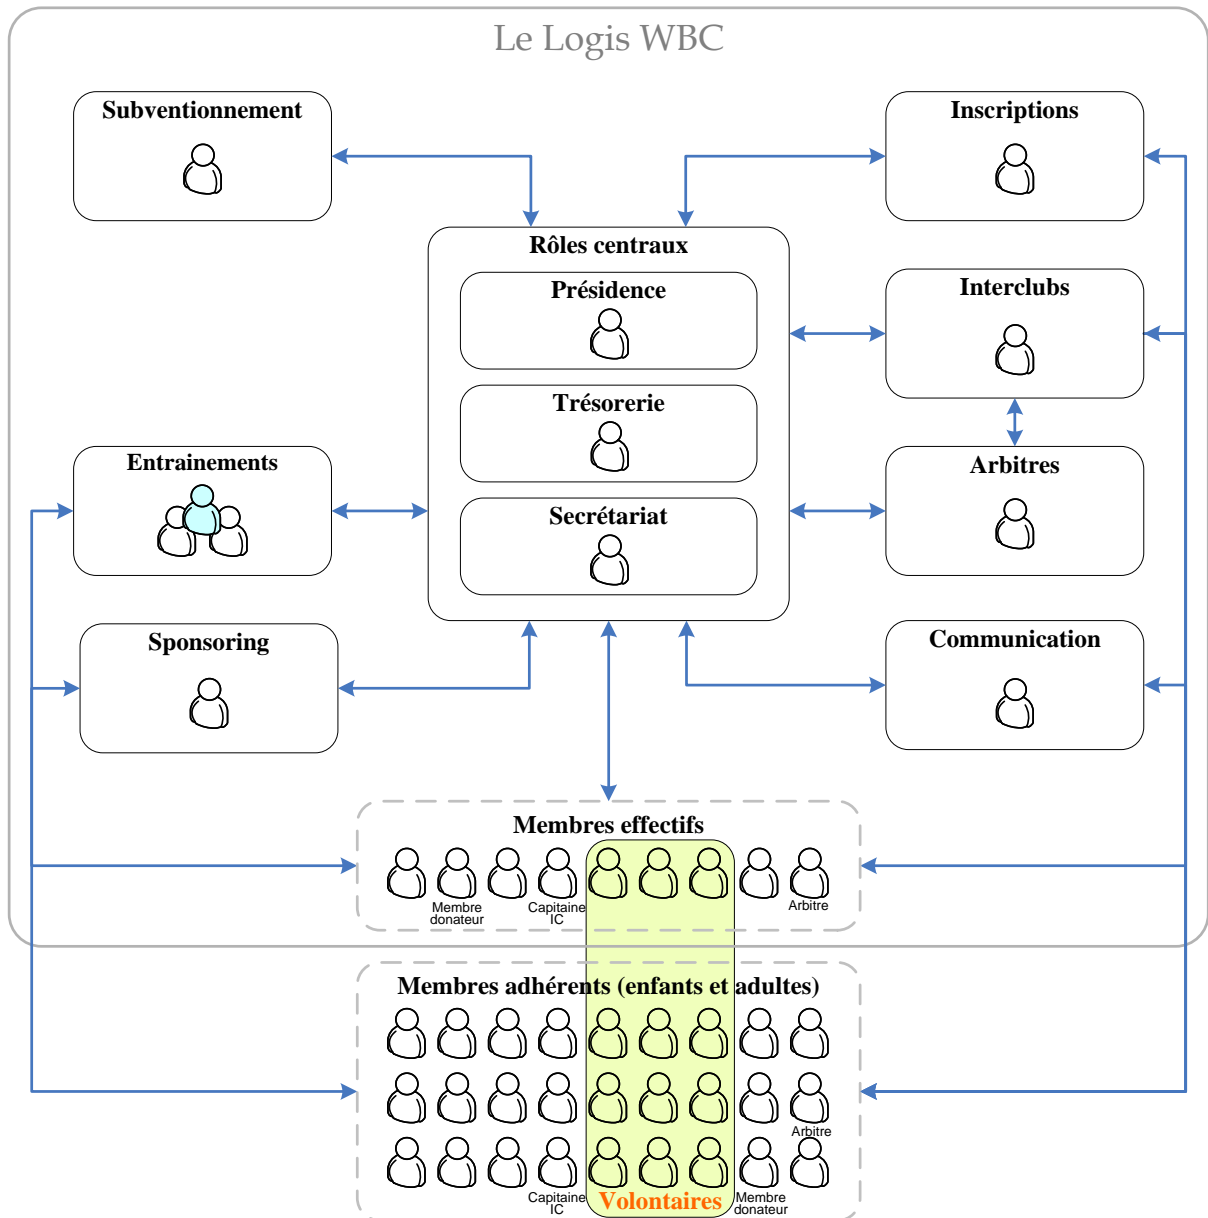 Le Logis WBC
Subventionnement
Inscriptions
Rôles centraux
Présidence
Interclubs
Trésorerie
Entrainements
Arbitres
Secrétariat
Sponsoring
Communication
Membres effectifs
Membre
donateur
Capitaine
IC
Arbitre
Membres adhérents (enfants et adultes)
Arbitre
Capitaine
IC
Volontaires
Membre
donateur